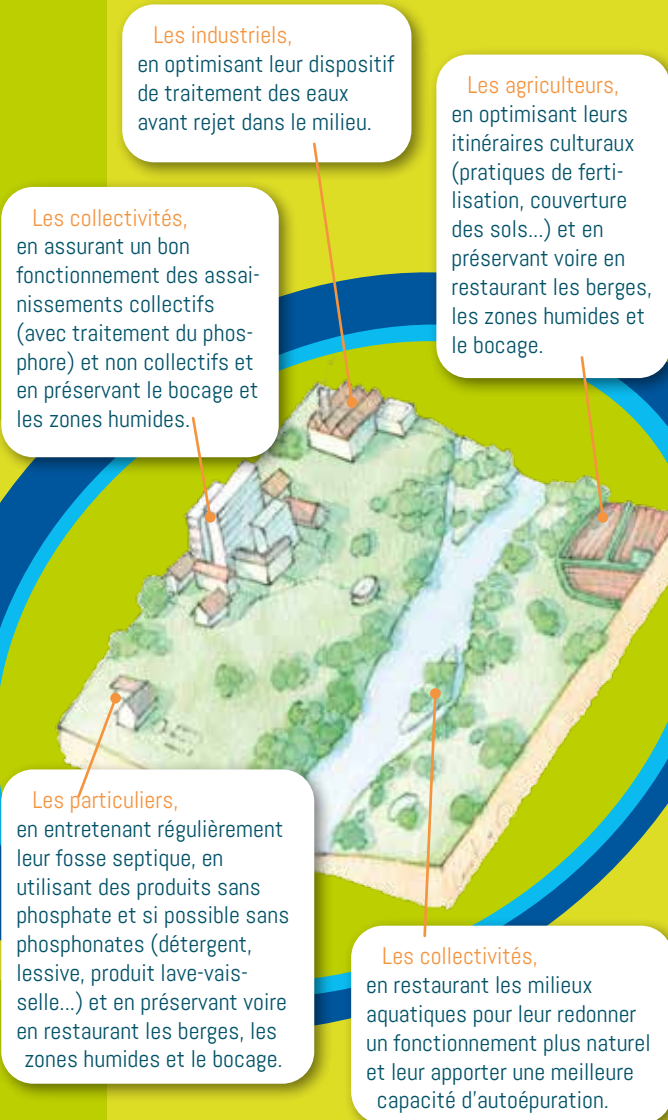 Les industriels,
en optimisant leur dispositif
de traitement des eaux
avant rejet dans le milieu.
Les agriculteurs,
en optimisant leurs
itinéraires culturaux
(pratiques de ferti-
lisation, couverture
des sols...) et en
préservant voire en
restaurant les berges,
les zones humides et
le bocage.
Les collectivités,
en assurant un bon
fonctionnement des assai-
nissements collectifs
(avec traitement du phos-
phore) et non collectifs et
en préservant le bocage et
les zones humides.
Les particuliers,
en entretenant régulièrement
leur fosse septique, en
utilisant des produits sans
phosphate et si possible sans
phosphonates (détergent,
lessive, produit lave-vais-
selle...) et en préservant voire
en restaurant les berges, les
zones humides et le bocage.
Les collectivités,
en restaurant les milieux
aquatiques pour leur redonner
un fonctionnement plus naturel
et leur apporter une meilleure
capacité d'autoépuration.